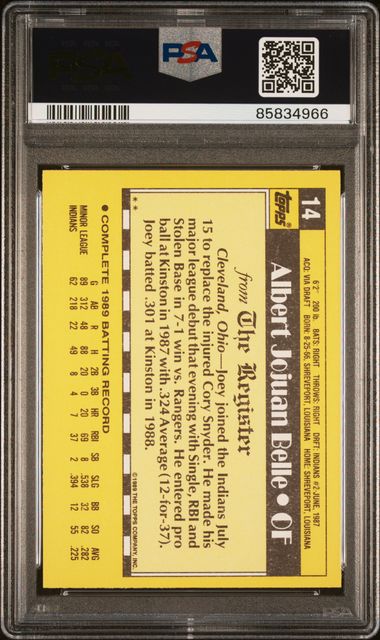 PSA
85834966
14
TOPPS®
Albert Jojuan Belle • OF
6'2" 200 lb. BATS: RIGHT THROWS: RIGHT DRFT: INDIANS #2-JUNE, 1987
ACQ: VIA DRAFT BORN: 8-25-66, SHREVEPORT, LOUISIANA HOME: SHREVEPORT, LOUISIANA
from The Register
Cleveland, Ohio—Joey joined the Indians July
15 to replace the injured Cory Snyder. He made his
major league debut that evening with Single, RBI and
Stolen Base in 7-1 win vs. Rangers. He entered pro
ball at Kinston in 1987 with .324 Average (12-for-37).
Joey batted .301 at Kinston in 1988.
** ©1989 THE TOPPS COMPANY, INC.
• COMPLETE 1989 BATTING RECORD
G AB R H 2B 3B HR RBI SB SLG BB SO AVG
MINOR LEAGUE 89 312 48 88 20 0 20 69 8 .538 32 82 .282
INDIANS 62 218 22 49 8 4 7 37 2 .394 12 55 .225